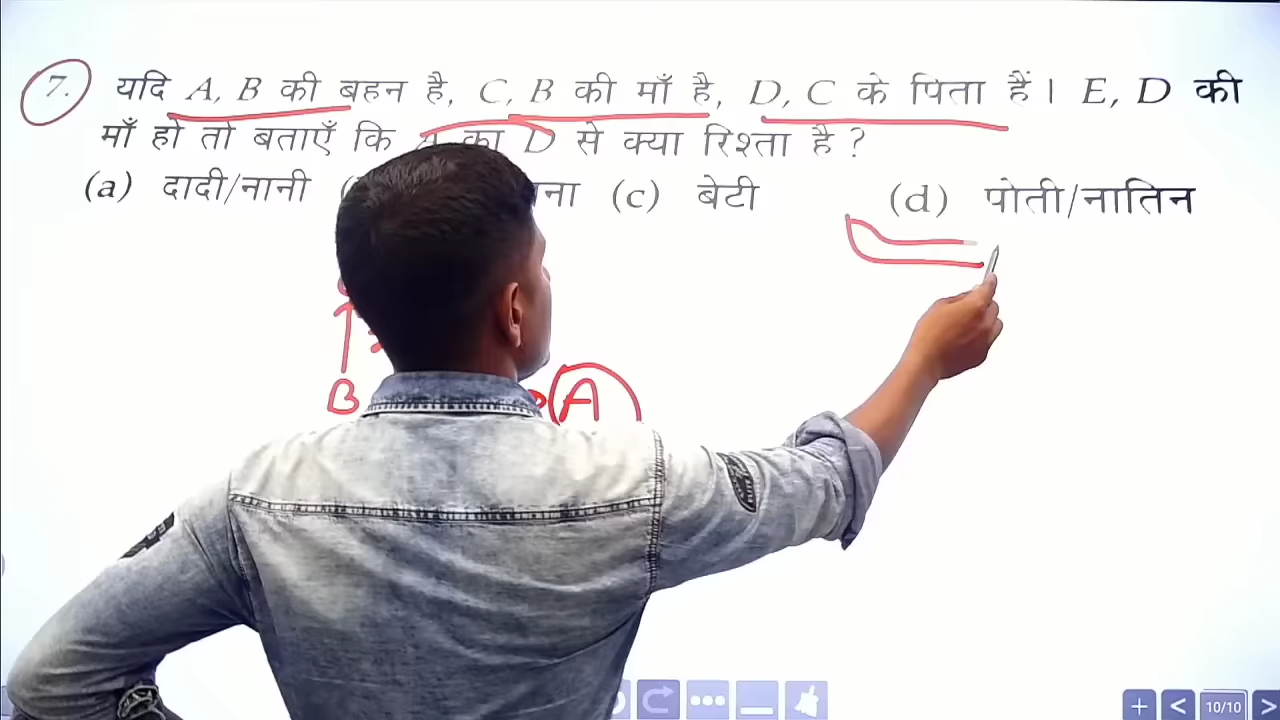 7. यदि A, B की बहन है, C, B की माँ है, D, C के पिता हैं। E, D की
माँ हो तो बताएँ कि A का D से क्या रिश्ता है ?
(a) दादी/नानी (c) बेटी (d) पोती/नातिन
B A
10/10